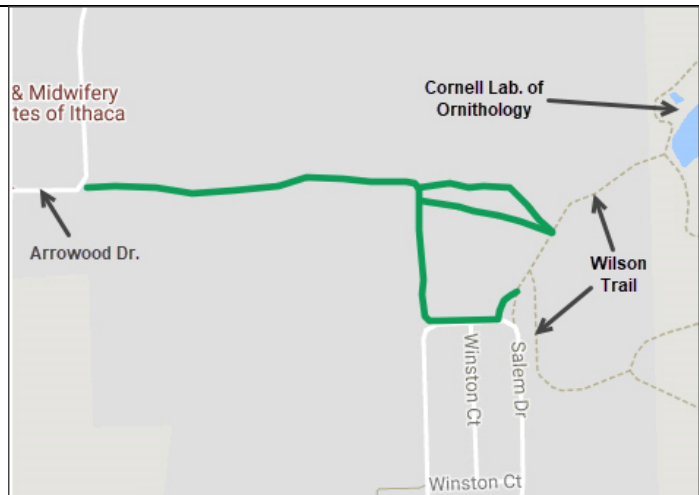 & Midwifery
tes of Ithaca
Cornell Lab. of
Ornithology
Arrowood Dr.
Wilson
Trail
Winston Ct
Salem Dr
Winston Ct